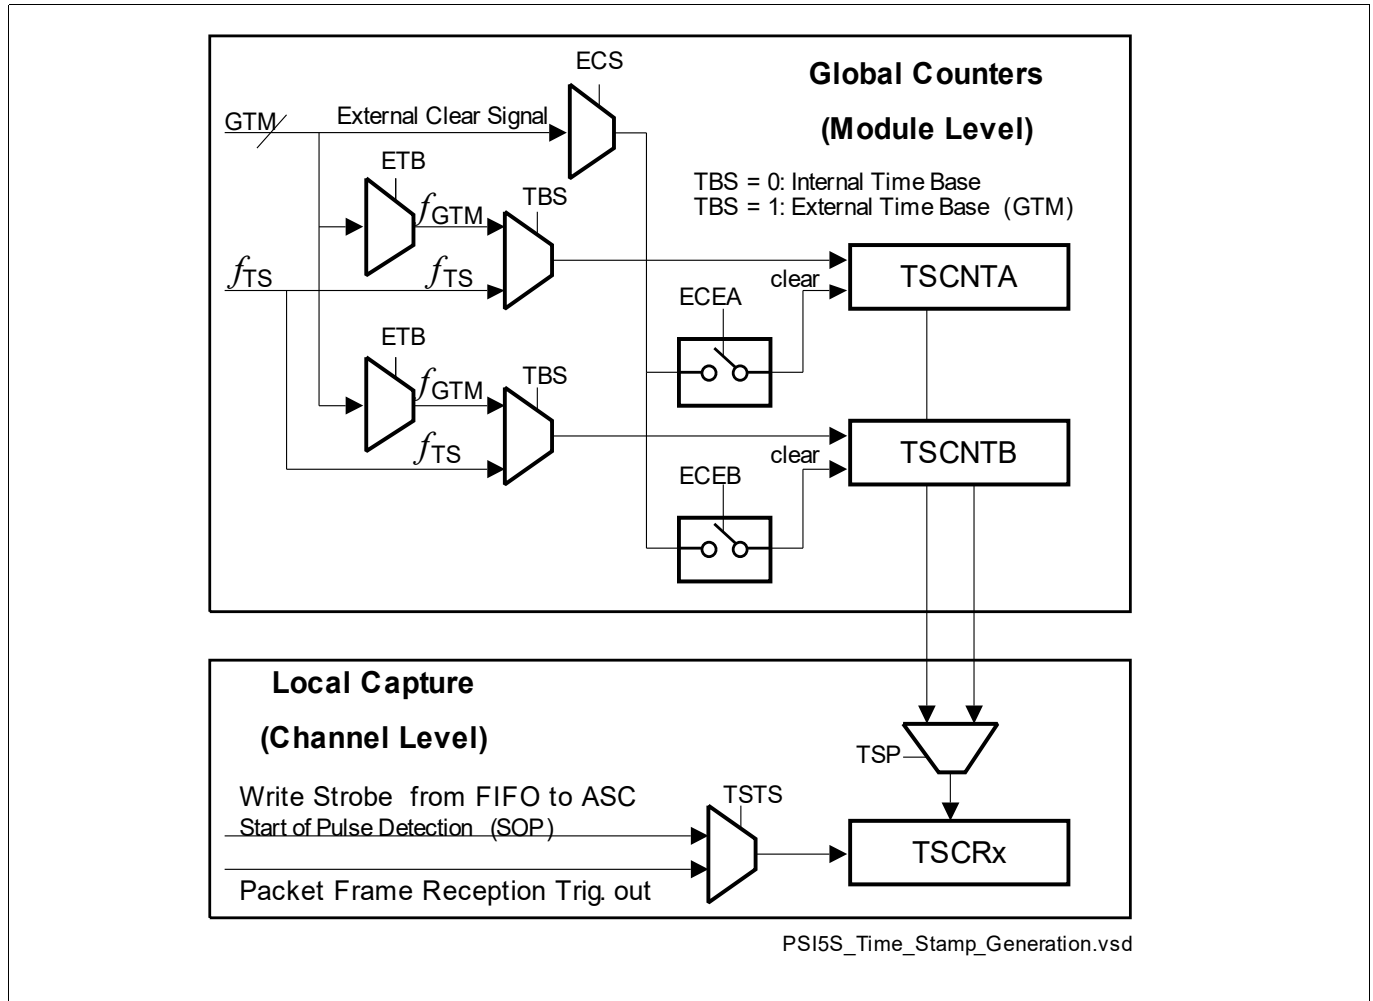 ECS
Global Counters
(Module Level)
GTM
External Clear Signal
ETB
fGTM
TBS
TBS = 0: Internal Time Base
TBS = 1: External Time Base (GTM)
fTS
fTS
clear
TSCNTA
ECEA
ETB
fGTM
TBS
fTS
clear
TSCNTB
ECEB
Local Capture
(Channel Level)
TSP
Write Strobe from FIFO to ASC
TSTS
Start of Pulse Detection (SOP)
TSCRx
Packet Frame Reception Trig. out
PSI5S_Time_Stamp_Generation.vsd